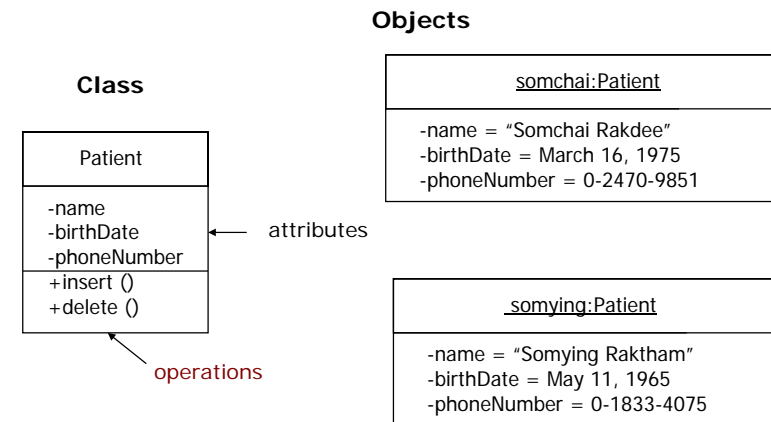 Objects
Class
Patient
-name
-birthDate
-phoneNumber
+insert ()
+delete ()
attributes
operations
somchai:Patient
-name = “Somchai Rakdee”
-birthDate = March 16, 1975
-phoneNumber = 0-2470-9851
somying:Patient
-name = “Somying Raktham”
-birthDate = May 11, 1965
-phoneNumber = 0-1833-4075